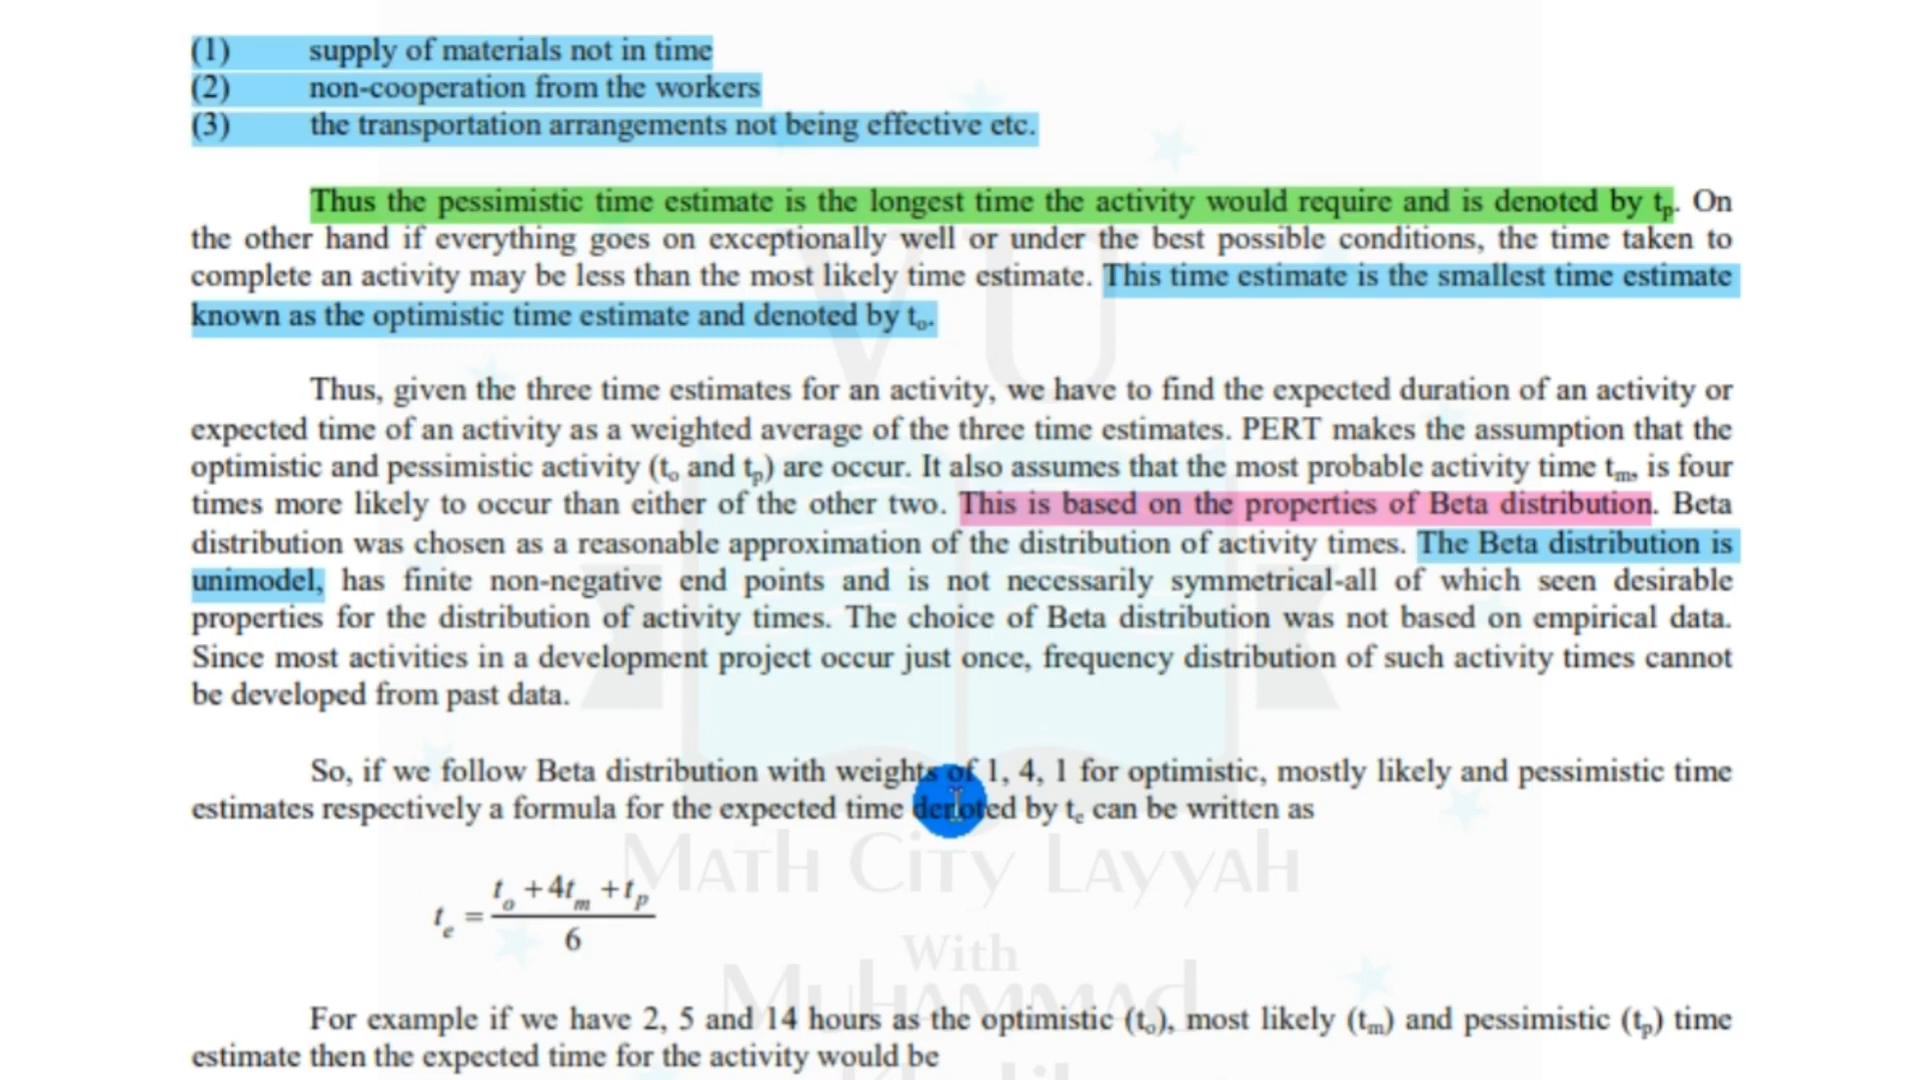 (1) supply of materials not in time
(2) non-cooperation from the workers
(3) the transportation arrangements not being effective etc.
Thus the pessimistic time estimate is the longest time the activity would require and is denoted by tp. On
the other hand if everything goes on exceptionally well or under the best possible conditions, the time taken to
complete an activity may be less than the most likely time estimate. This time estimate is the smallest time estimate
known as the optimistic time estimate and denoted by to.
Thus, given the three time estimates for an activity, we have to find the expected duration of an activity or
expected time of an activity as a weighted average of the three time estimates. PERT makes the assumption that the
optimistic and pessimistic activity (to and tp) are occur. It also assumes that the most probable activity time tm, is four
times more likely to occur than either of the other two. This is based on the properties of Beta distribution. Beta
distribution was chosen as a reasonable approximation of the distribution of activity times. The Beta distribution is
unimodel, has finite non-negative end points and is not necessarily symmetrical-all of which seen desirable
properties for the distribution of activity times. The choice of Beta distribution was not based on empirical data.
Since most activities in a development project occur just once, frequency distribution of such activity times cannot
be developed from past data.
So, if we follow Beta distribution with weights of 1, 4, 1 for optimistic, mostly likely and pessimistic time
estimates respectively a formula for the expected time denoted by te can be written as
te = (to + 4tm + tp) / 6
For example if we have 2, 5 and 14 hours as the optimistic (to), most likely (tm) and pessimistic (tp) time
estimate then the expected time for the activity would be
VU
Math City Layyah
With
Muhammad